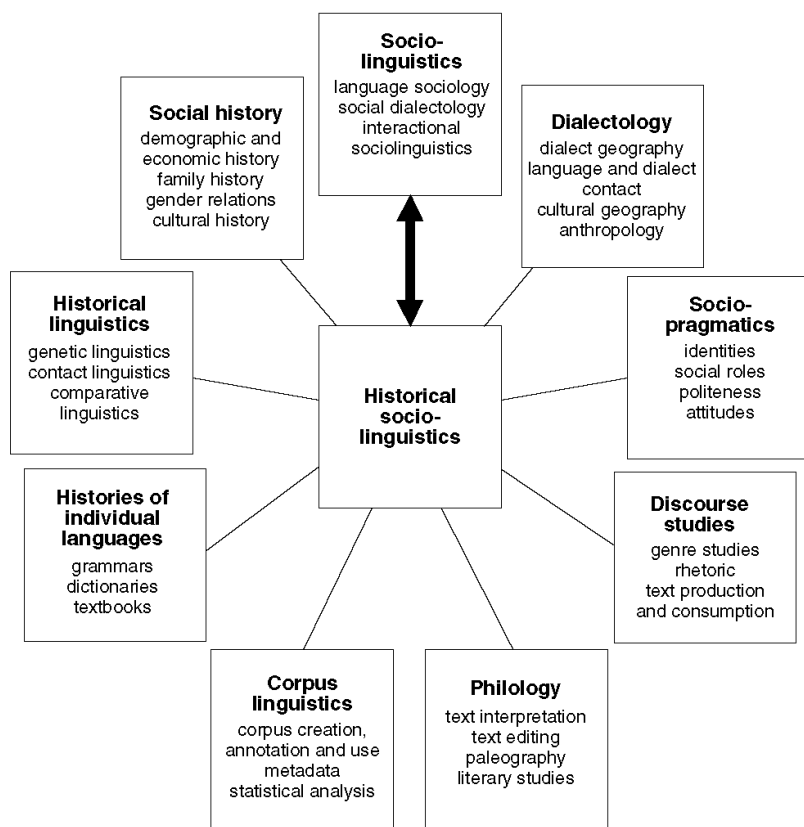 Socio-
linguistics
language sociology
social dialectology
interactional
sociolinguistics
Social history
demographic and
economic history
family history
gender relations
cultural history
Dialectology
dialect geography
language and dialect
contact
cultural geography
anthropology
Historical
linguistics
genetic linguistics
contact linguistics
comparative
linguistics
Socio-
pragmatics
identities
social roles
politeness
attitudes
Historical
socio-
linguistics
Histories of
individual
languages
grammars
dictionaries
textbooks
Discourse
studies
genre studies
rhetoric
text production
and consumption
Corpus
linguistics
corpus creation,
annotation and use
metadata
statistical analysis
Philology
text interpretation
text editing
paleography
literary studies